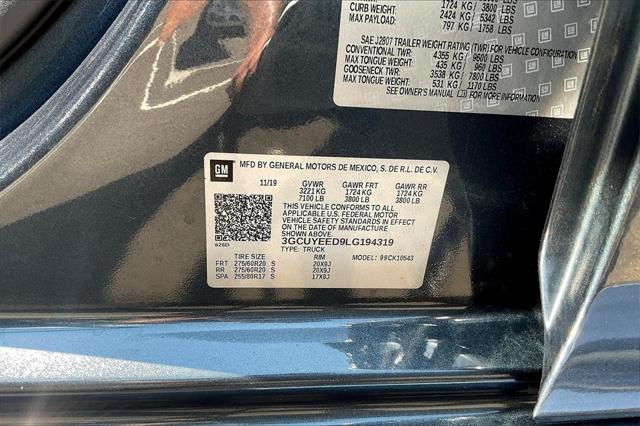 CURB WEIGHT: 1724 KG / 3800 LBS
2424 KG / 5342 LBS
MAX PAYLOAD: 797 KG / 1758 LBS
SAE J2807 TRAILER WEIGHT RATING (TWR) FOR VEHICLE CONFIGURATION
CONVENTIONAL TWR: 4355 KG / 9600 LBS
MAX TONGUE WEIGHT: 435 KG / 960 LBS
GOOSENECK TWR: 3538 KG / 7800 LBS
MAX TONGUE WEIGHT: 531 KG / 1170 LBS
SEE OWNER'S MANUAL FOR MORE INFORMATION
GM
MFD BY GENERAL MOTORS DE MEXICO, S. DE R.L. DE C.V.
11/19 GVWR GAWR FRT GAWR RR
3221 KG 1724 KG 1724 KG
7100 LB 3800 LB 3800 LB
THIS VEHICLE CONFORMS TO ALL
APPLICABLE U.S. FEDERAL MOTOR
VEHICLE SAFETY STANDARDS IN EFFECT
ON THE DATE OF MANUFACTURE
3GCUYEED9LG194319
626D
TYPE: TRUCK
TIRE SIZE RIM MODEL: 99CK10543
FRT 275/60R20 S 20X9J
RR 275/60R20 S 20X9J
SPA 255/80R17 S 17X8J